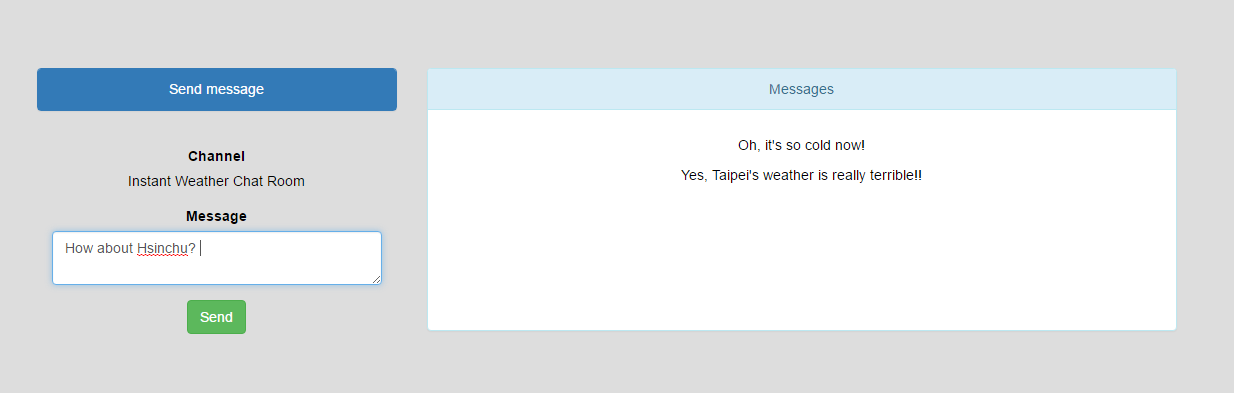 Send message
Channel
Instant Weather Chat Room
Message
How about Hsinchu?
Send
Messages
Oh, it's so cold now!
Yes, Taipei's weather is really terrible!!